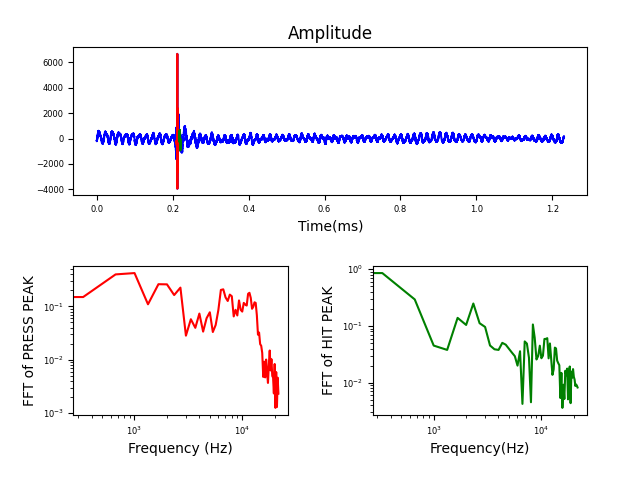 Amplitude
6000
4000
2000
0
−2000
−4000
0.0 0.2 0.4 0.6 0.8 1.0 1.2
Time(ms)
FFT of PRESS PEAK
10⁻¹
10⁻²
10⁻³
10³ 10⁴
Frequency (Hz)
FFT of HIT PEAK
10⁰
10⁻¹
10⁻²
10³ 10⁴
Frequency(Hz)